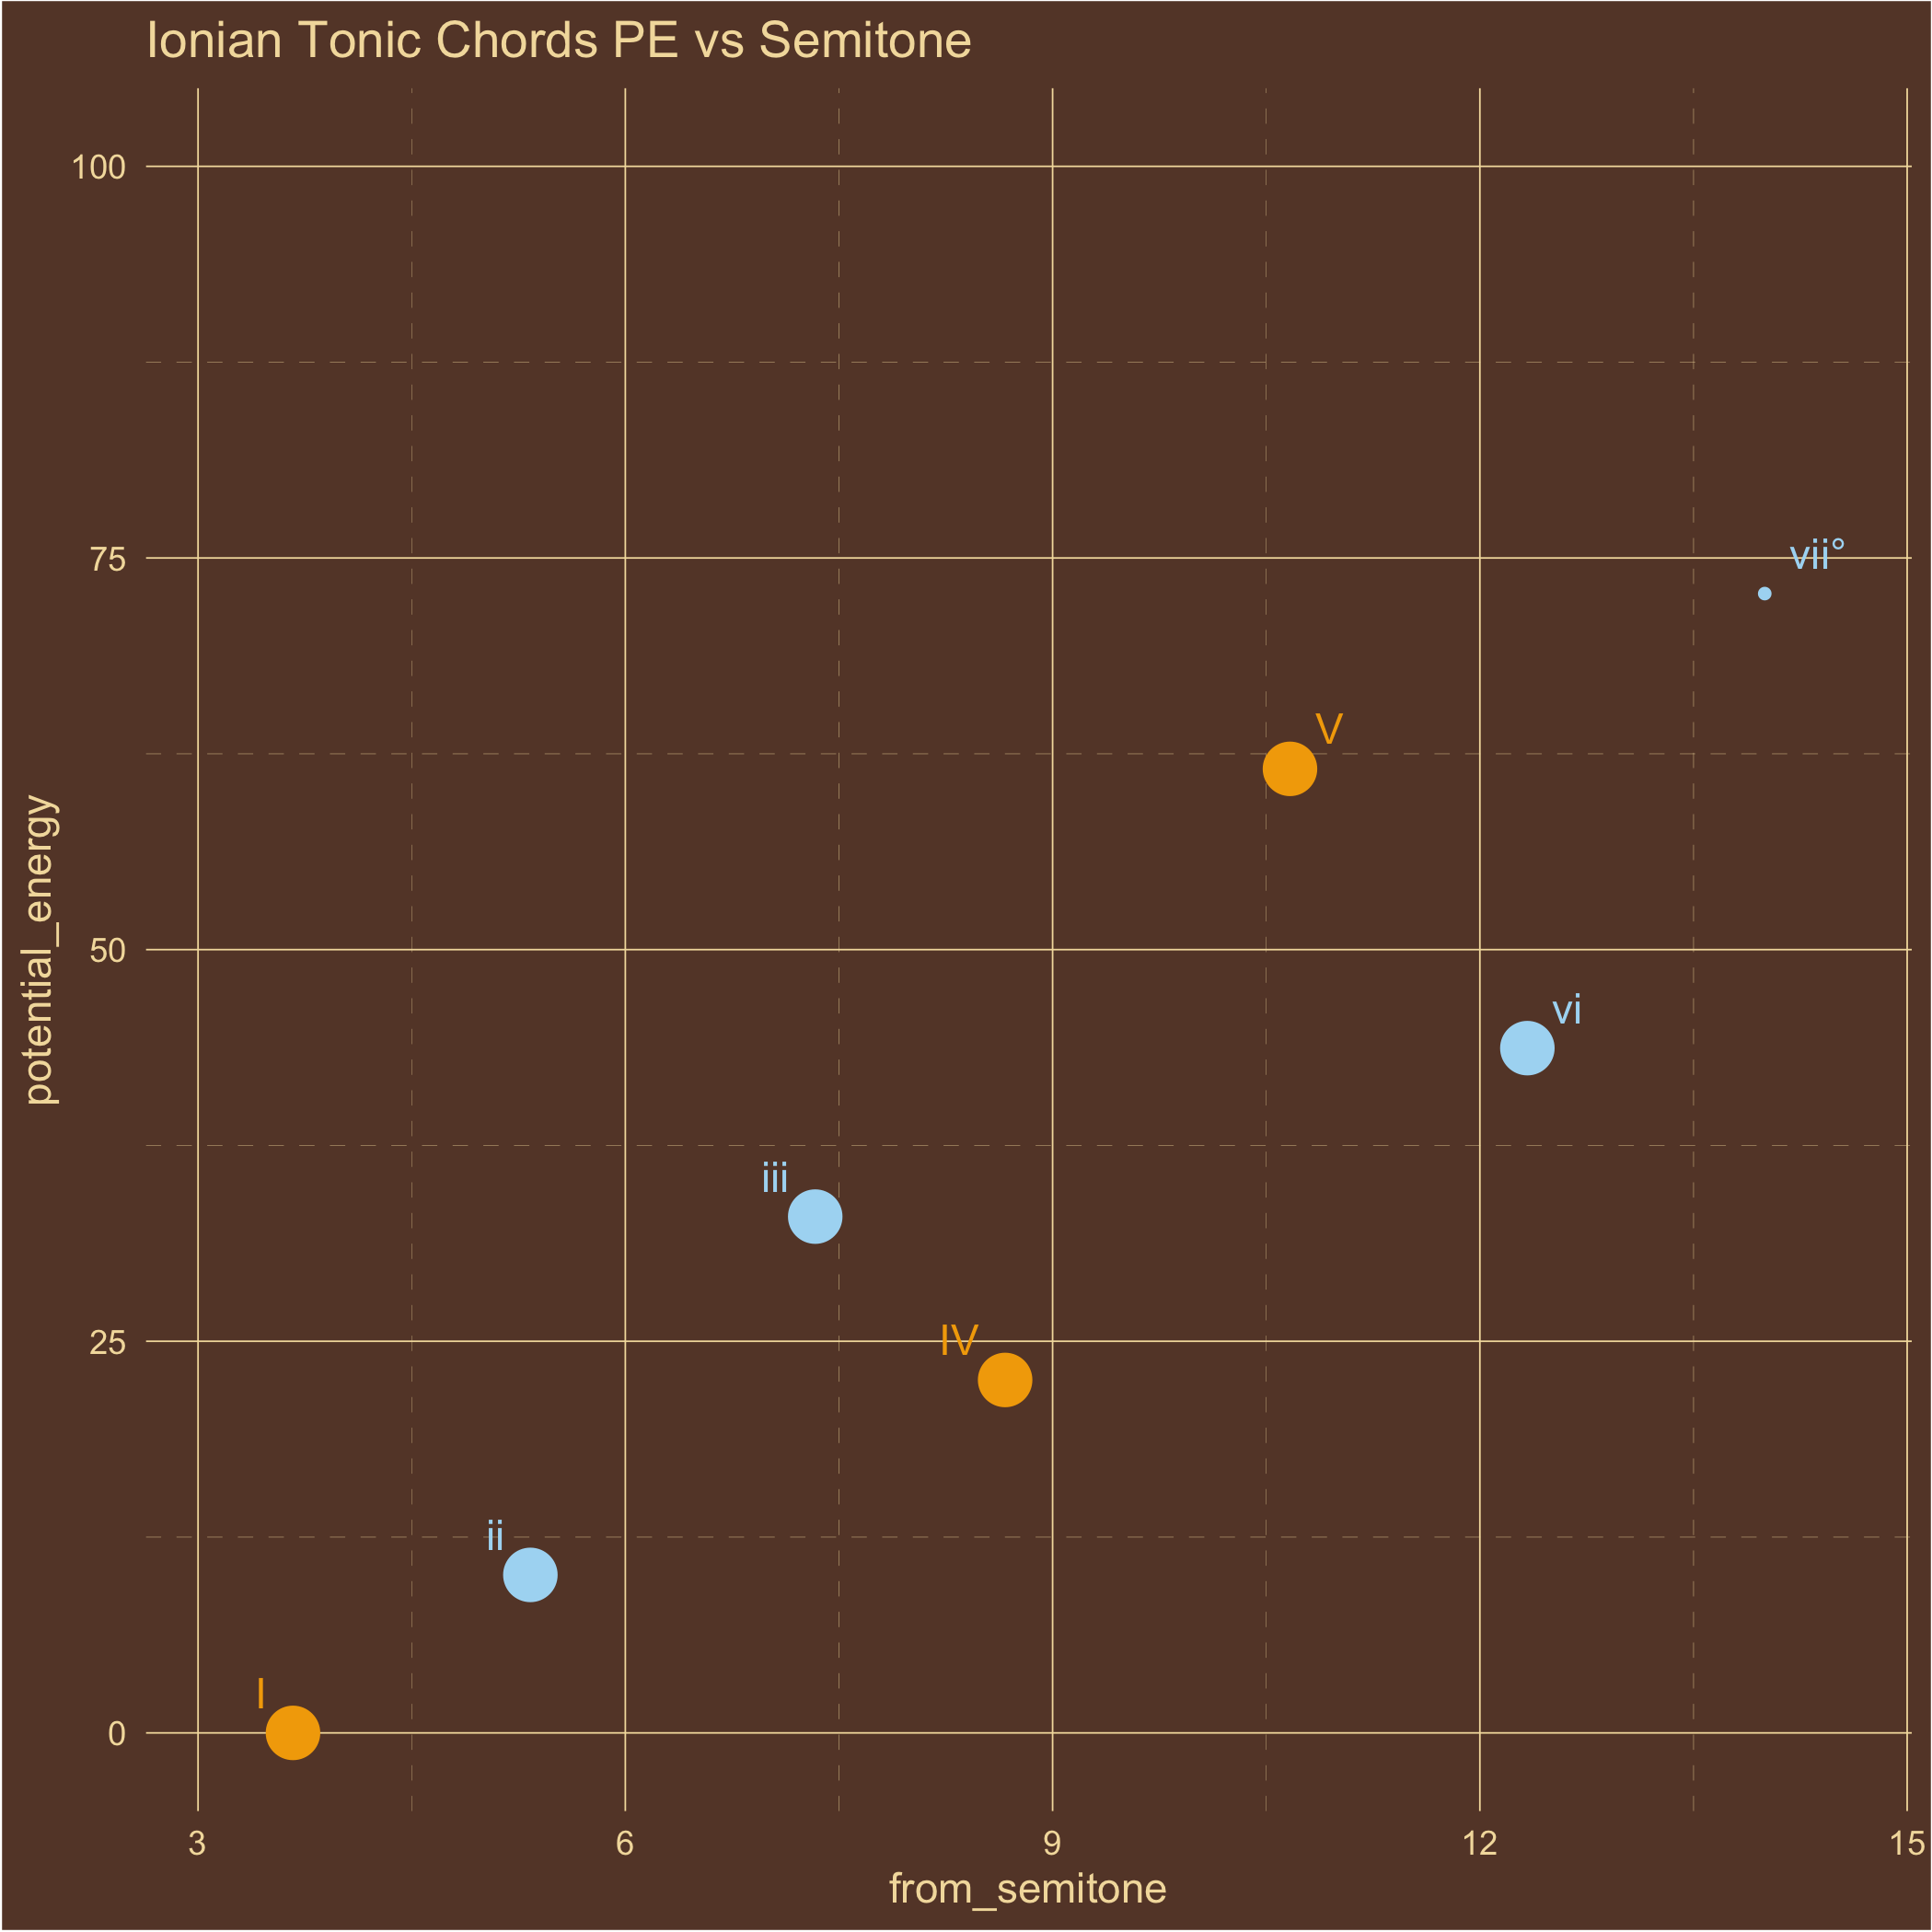 Ionian Tonic Chords PE vs Semitone
100
75
50
25
0
potential_energy
vii°
V
vi
iii
IV
ii
I
3 6 9 12 15
from_semitone